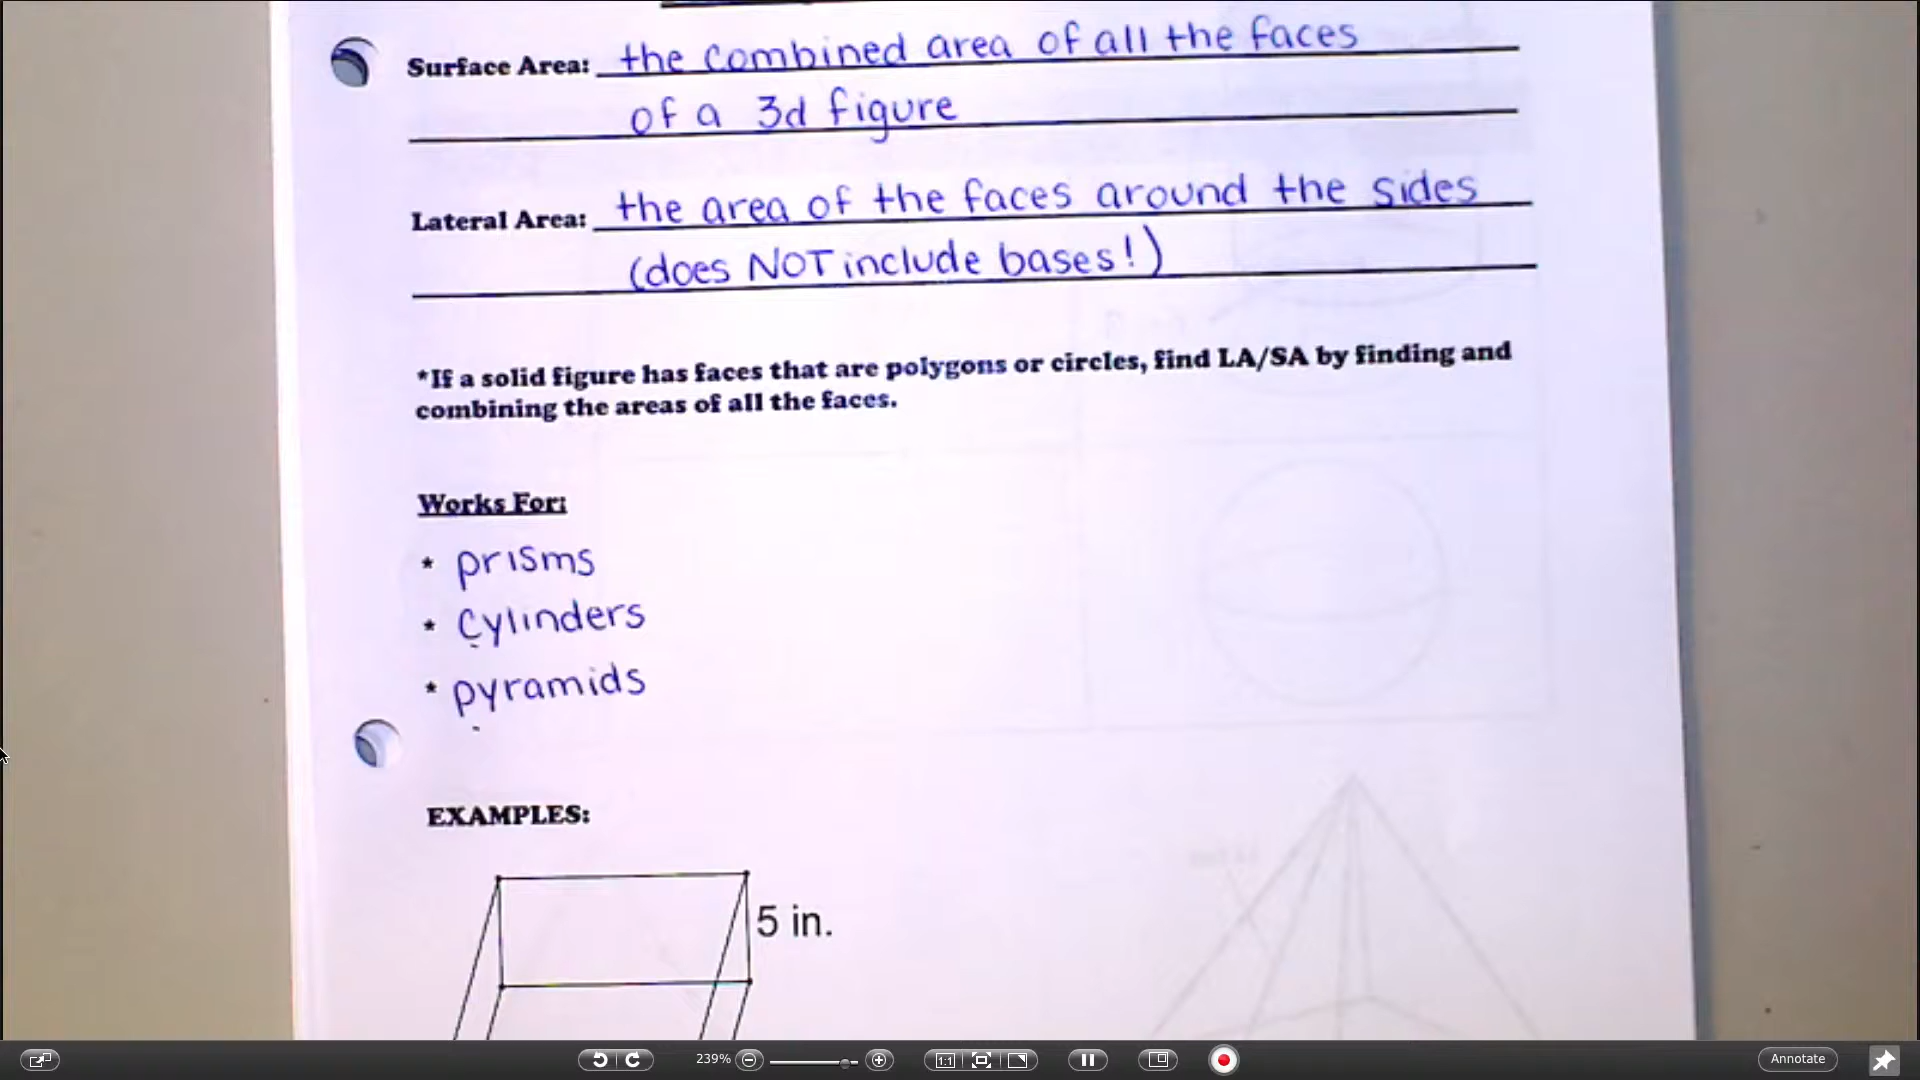 Surface Area: the combined area of all the faces
of a 3d figure
Lateral Area: the area of the faces around the sides
(does NOT include bases!)
*If a solid figure has faces that are polygons or circles, find LA/SA by finding and
combining the areas of all the faces.
Works For:
* prisms
* cylinders
* pyramids
EXAMPLES:
5 in.
239%
1:1
Annotate